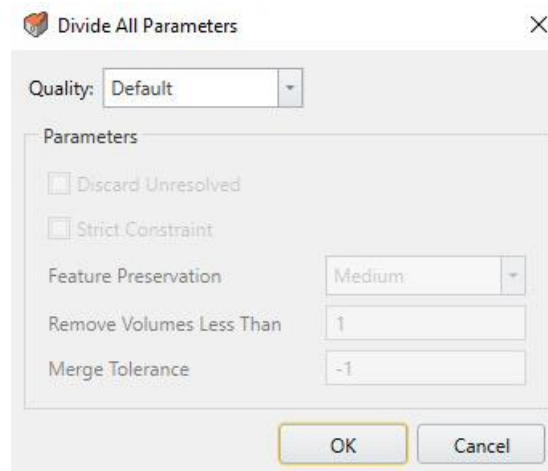 Divide All Parameters
Quality: Default
Parameters
Discard Unresolved
Strict Constraint
Feature Preservation Medium
Remove Volumes Less Than 1
Merge Tolerance -1
OK Cancel